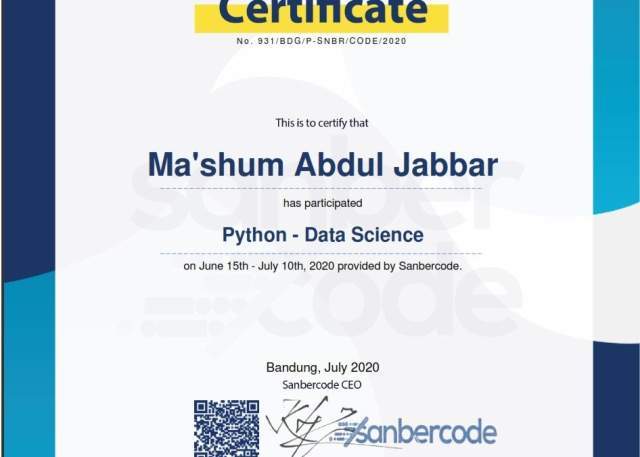 Certificate
No. 931/BDG/P-SNBR/CODE/2020
This is to certify that
Ma'shum Abdul Jabbar
has participated
Python - Data Science
on June 15th - July 10th, 2020 provided by Sanbercode.
sanber
code
Bandung, July 2020
Sanbercode CEO
sanbercode